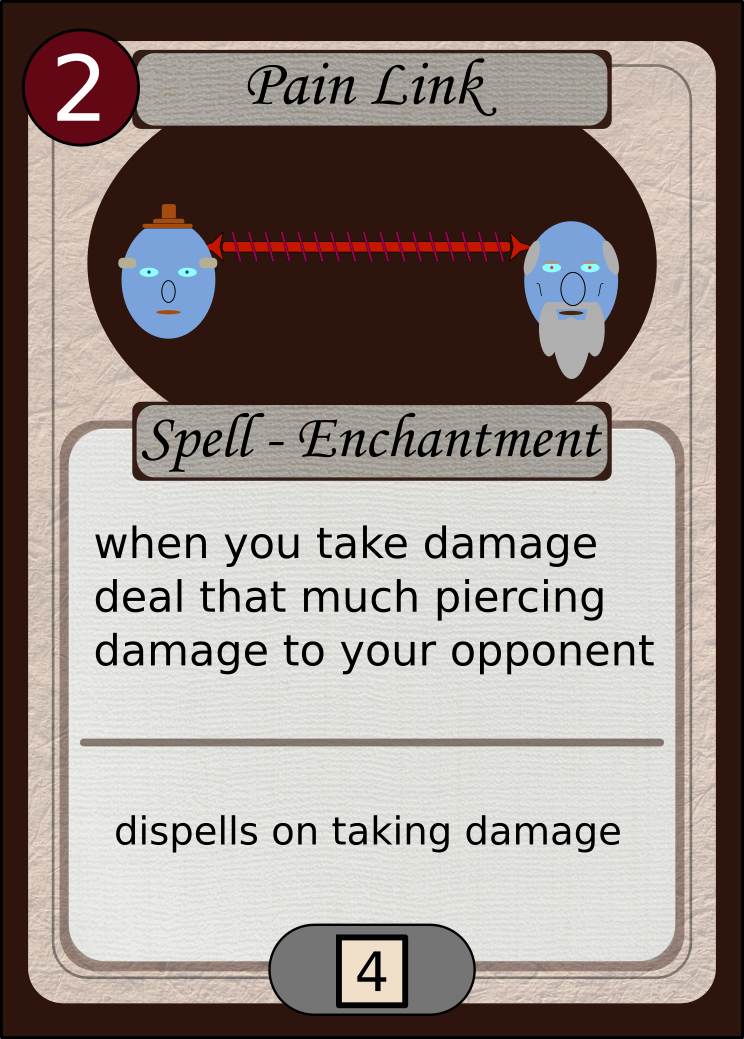 2
Pain Link
Spell - Enchantment
when you take damage
deal that much piercing
damage to your opponent
dispells on taking damage
4